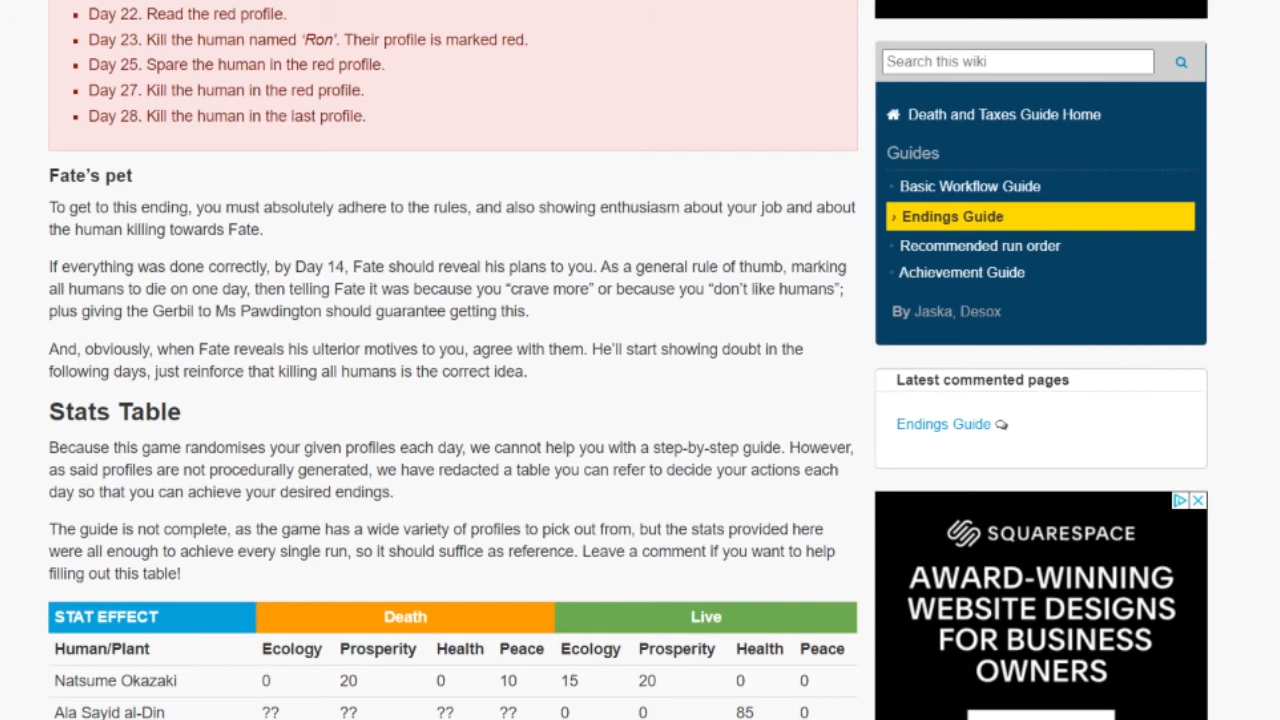 Day 22. Read the red profile.
Day 23. Kill the human named ‘Ron’. Their profile is marked red.
Day 25. Spare the human in the red profile.
Day 27. Kill the human in the red profile.
Day 28. Kill the human in the last profile.
Fate’s pet
To get to this ending, you must absolutely adhere to the rules, and also showing enthusiasm about your job and about
the human killing towards Fate.
If everything was done correctly, by Day 14, Fate should reveal his plans to you. As a general rule of thumb, marking
all humans to die on one day, then telling Fate it was because you “crave more” or because you “don’t like humans”;
plus giving the Gerbil to Ms Pawdington should guarantee getting this.
And, obviously, when Fate reveals his ulterior motives to you, agree with them. He’ll start showing doubt in the
following days, just reinforce that killing all humans is the correct idea.
Stats Table
Because this game randomises your given profiles each day, we cannot help you with a step-by-step guide. However,
as said profiles are not procedurally generated, we have redacted a table you can refer to decide your actions each
day so that you can achieve your desired endings.
The guide is not complete, as the game has a wide variety of profiles to pick out from, but the stats provided here
were all enough to achieve every single run, so it should suffice as reference. Leave a comment if you want to help
filling out this table!
STAT EFFECT Death Live
Human/Plant Ecology Prosperity Health Peace Ecology Prosperity Health Peace
Natsume Okazaki 0 20 0 10 15 20 0 0
Ala Sayid al-Din ?? ?? ?? ?? 0 0 85 0
Search this wiki
Death and Taxes Guide Home
Guides
Basic Workflow Guide
› Endings Guide
Recommended run order
Achievement Guide
By Jaska, Desox
Latest commented pages
Endings Guide
SQUARESPACE
AWARD-WINNING
WEBSITE DESIGNS
FOR BUSINESS
OWNERS